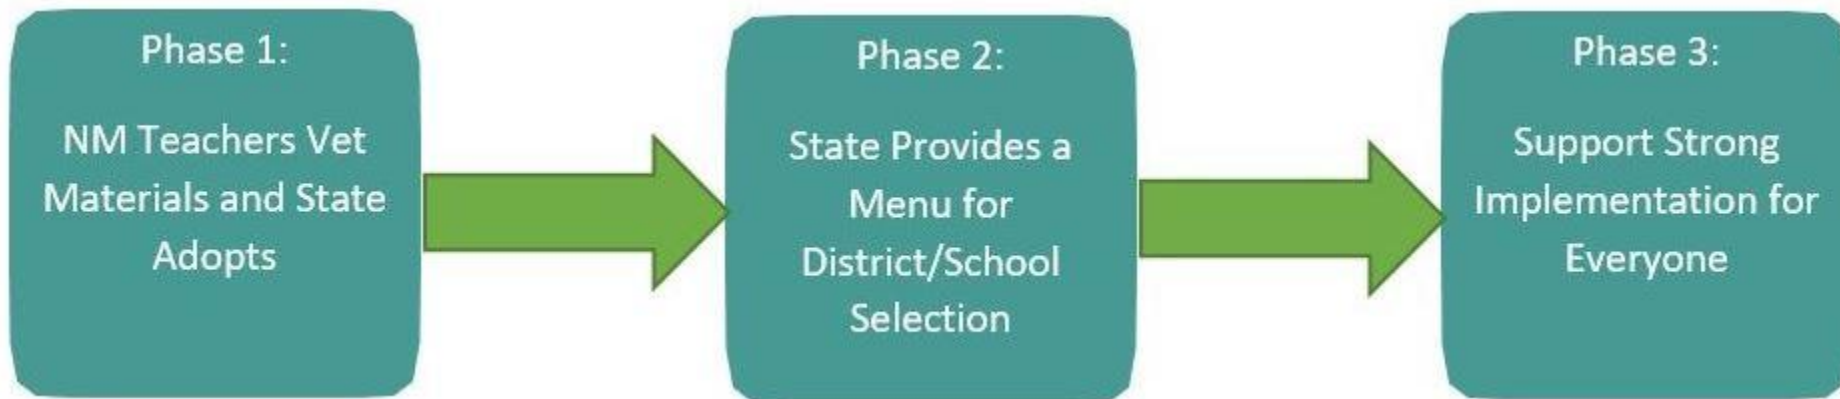 Phase 1:
NM Teachers Vet
Materials and State
Adopts
Phase 2:
State Provides a
Menu for
District/School
Selection
Phase 3:
Support Strong
Implementation for
Everyone